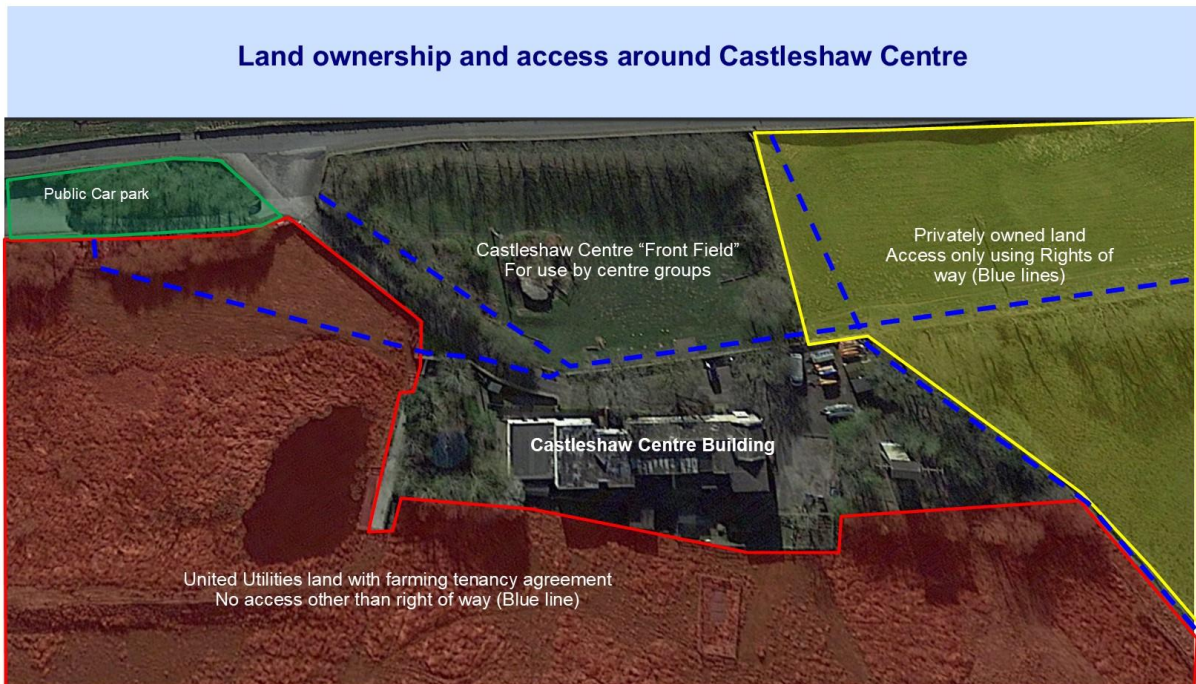 Land ownership and access around Castleshaw Centre
Public Car park
Castleshaw Centre “Front Field”
For use by centre groups
Privately owned land
Access only using Rights of
way (Blue lines)
Castleshaw Centre Building
United Utilities land with farming tenancy agreement
No access other than right of way (Blue line)